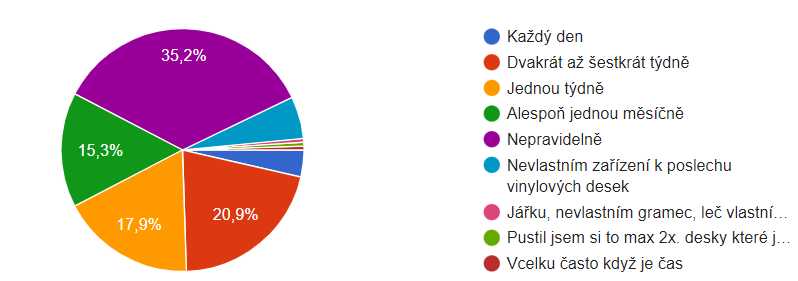 35,2%
15,3%
17,9%
20,9%
Každý den
Dvakrát až šestkrát týdně
Jednou týdně
Alespoň jednou měsíčně
Nepravidelně
Nevlastním zařízení k poslechu
vinylových desek
Jářku, nevlastním gramec, leč vlastní…
Pustil jsem si to max 2x. desky které j…
Vcelku často když je čas